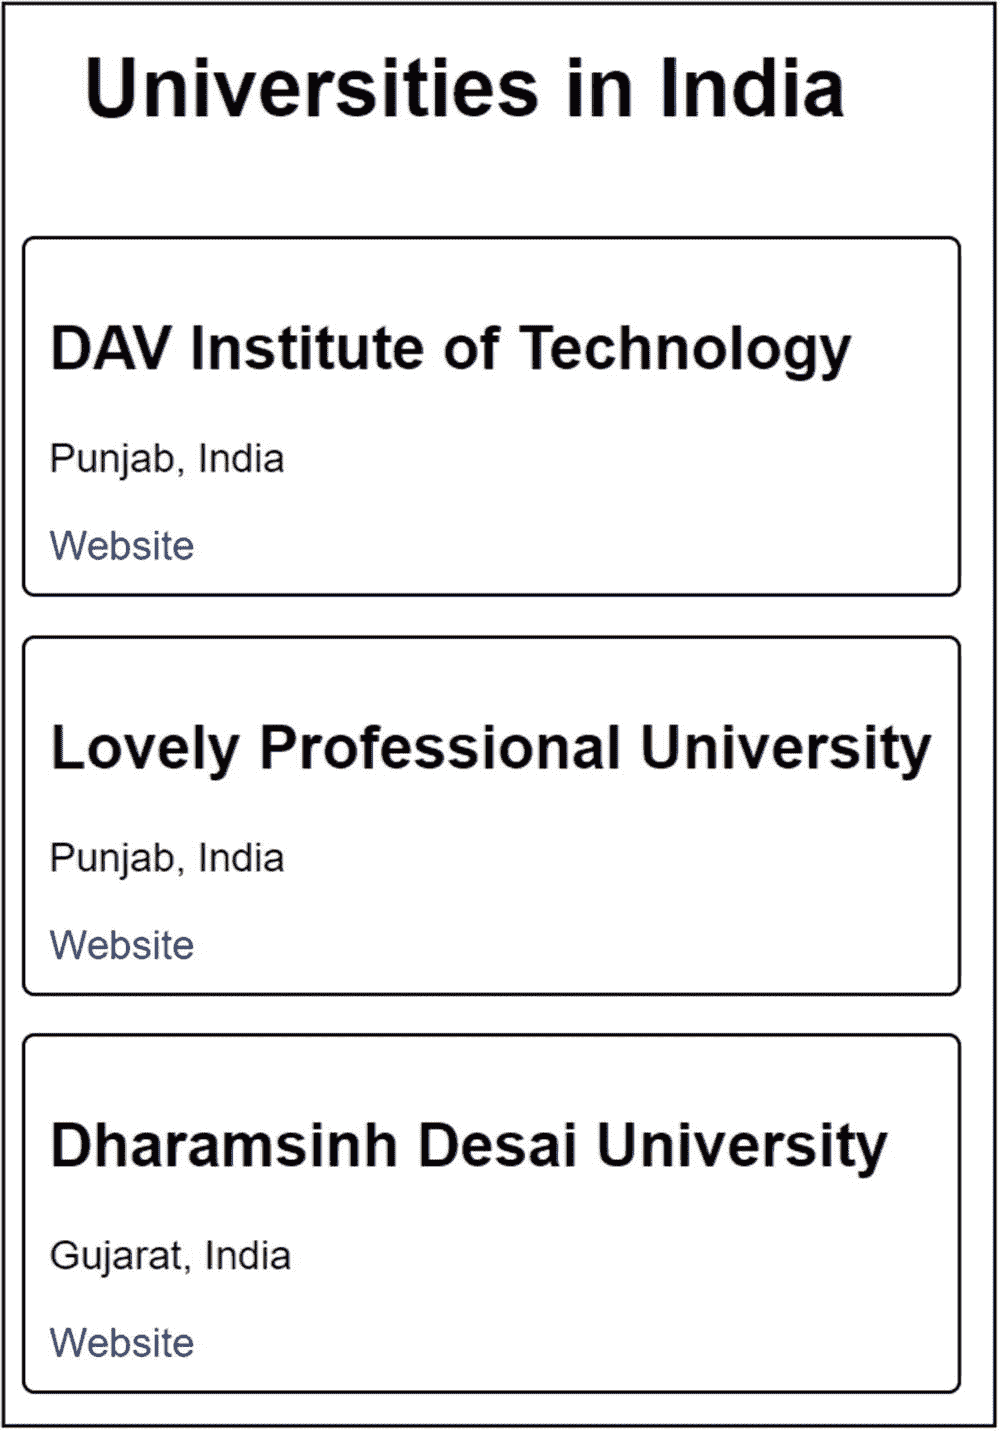 Universities in India
DAV Institute of Technology
Punjab, India
Website
Lovely Professional University
Punjab, India
Website
Dharamsinh Desai University
Gujarat, India
Website